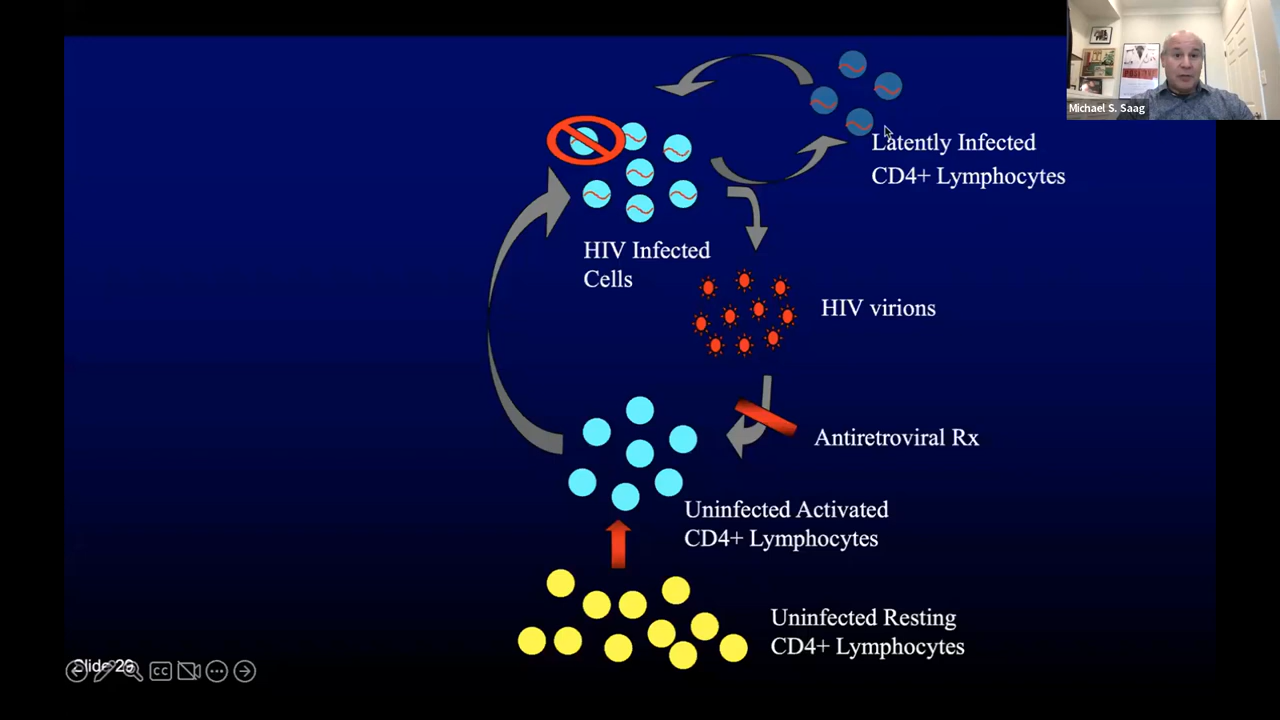 Michael S. Saag
Latently Infected
CD4+ Lymphocytes
HIV Infected
Cells
HIV virions
Antiretroviral Rx
Uninfected Activated
CD4+ Lymphocytes
Uninfected Resting
CD4+ Lymphocytes
Slide 29
CC